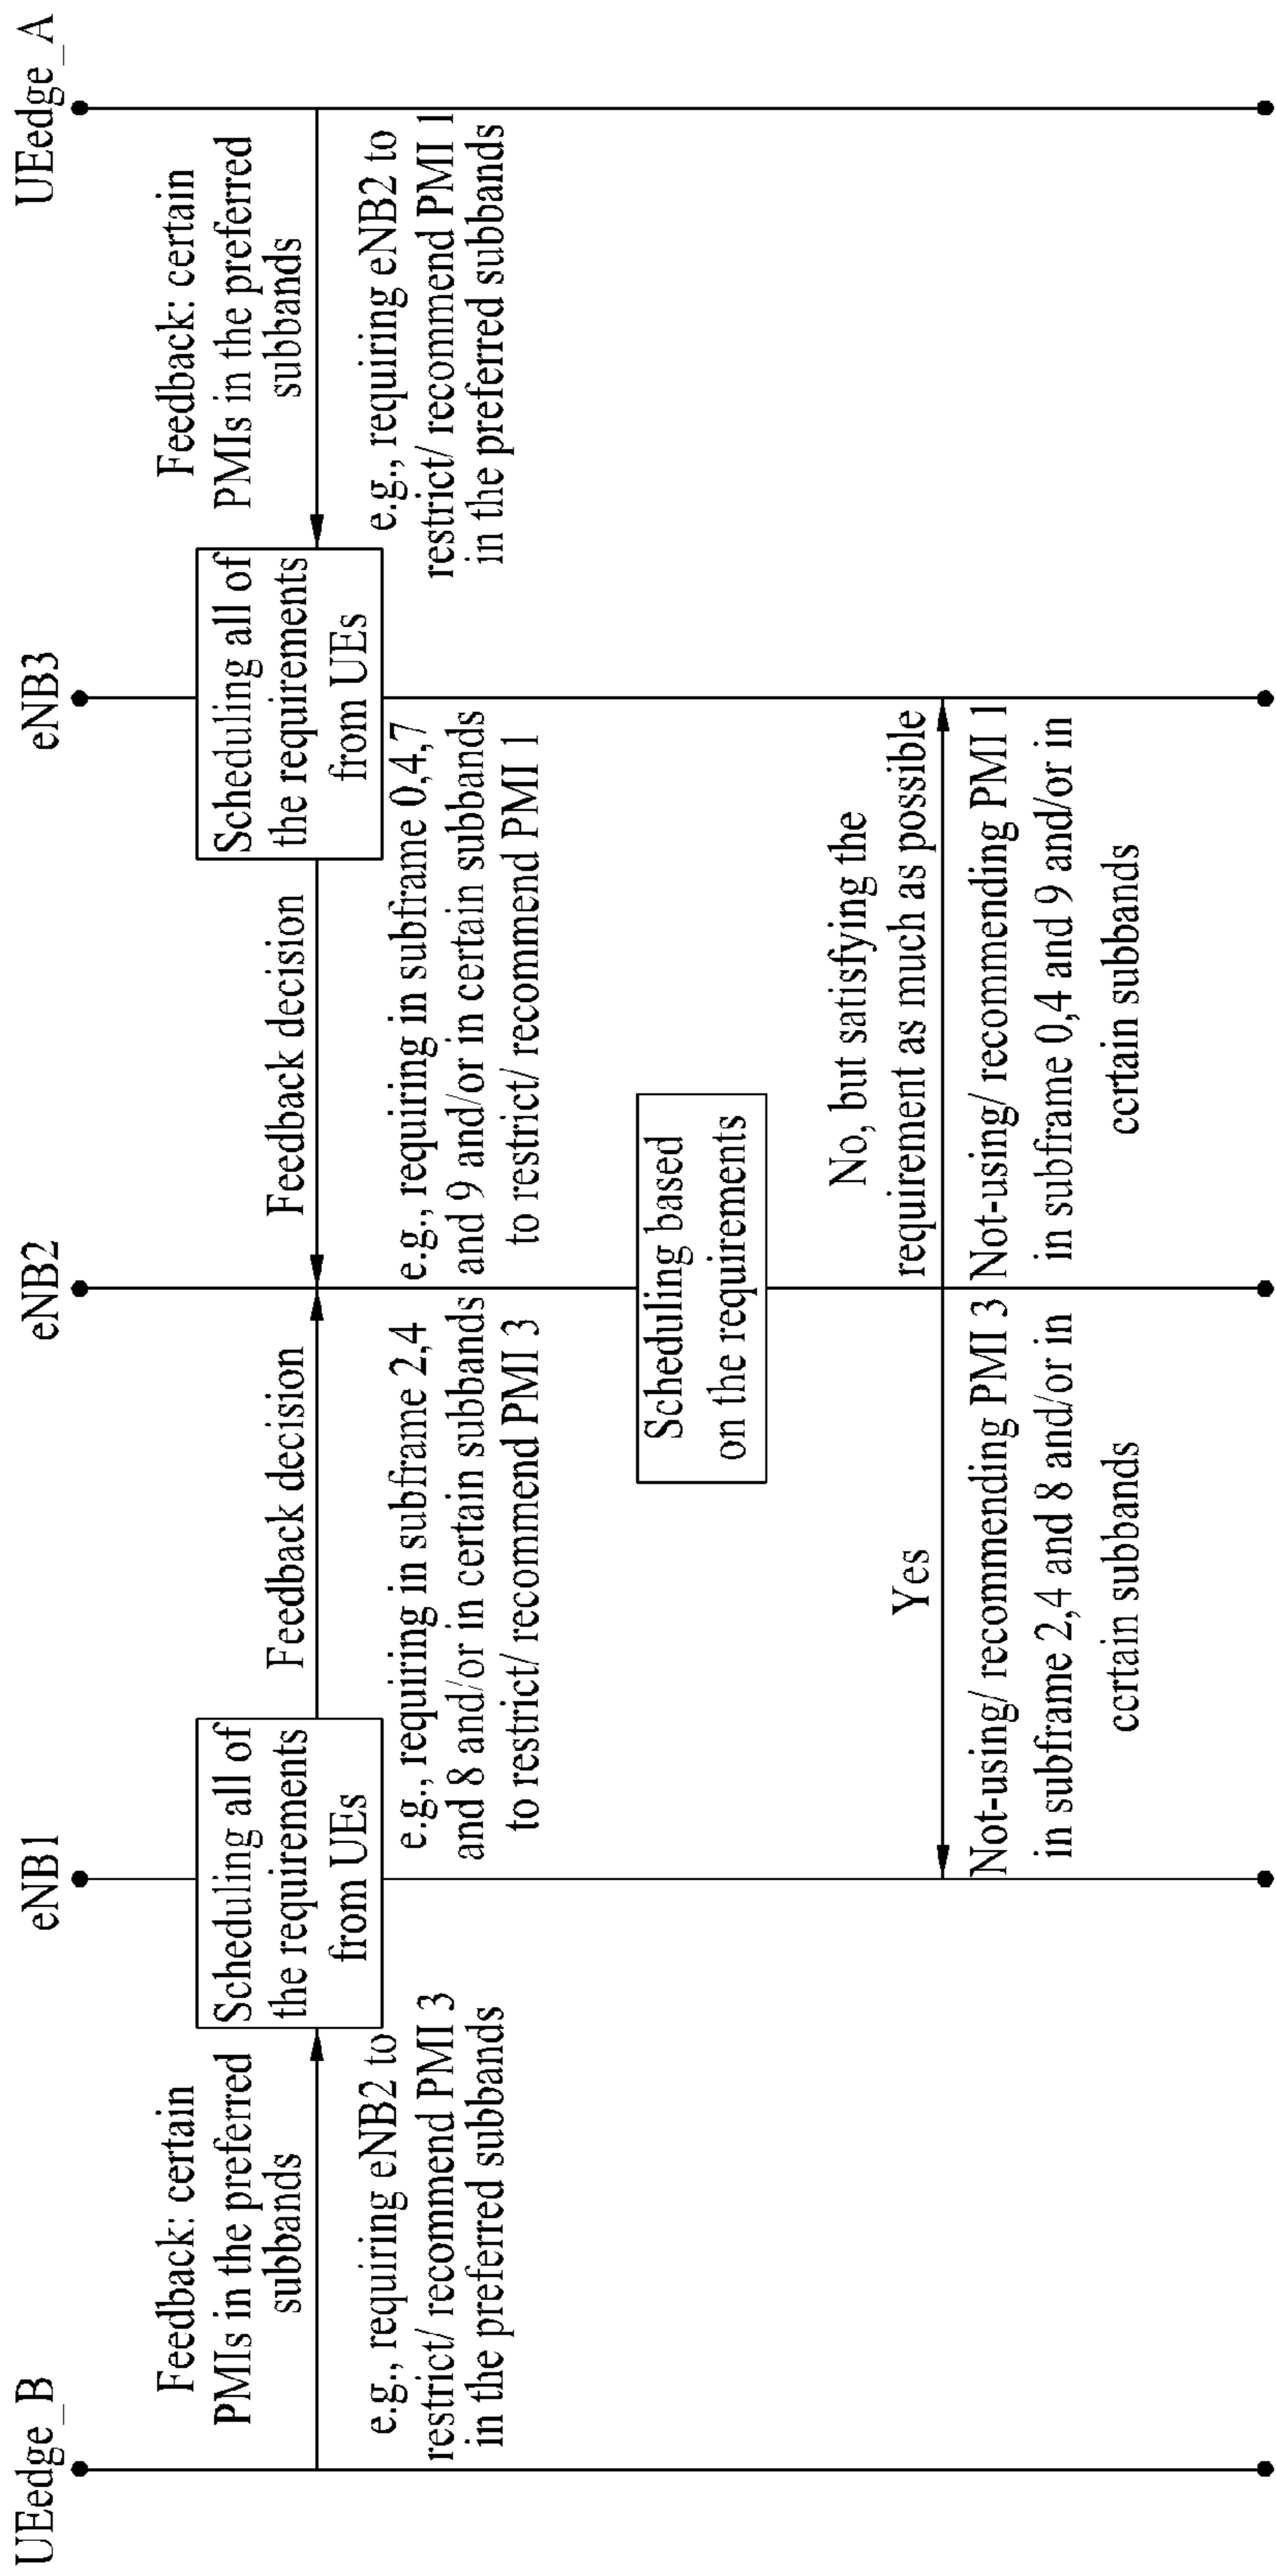 UEedge_B
eNB1
eNB2
eNB3
UEedge_A
Feedback: certain
PMIs in the preferred
subbands
e.g., requiring eNB2 to
restrict/ recommend PMI 3
in the preferred subbands
Scheduling all of
the requirements
from UEs
Feedback decision
e.g., requiring in subframe 2,4
and 8 and/or in certain subbands
to restrict/ recommend PMI 3
Feedback decision
e.g., requiring in subframe 0,4,7
and 9 and/or in certain subbands
to restrict/ recommend PMI 1
Scheduling all of
the requirements
from UEs
Feedback: certain
PMIs in the preferred
subbands
e.g., requiring eNB2 to
restrict/ recommend PMI 1
in the preferred subbands
Scheduling based
on the requirements
Yes
Not-using/ recommending PMI 3
in subframe 2,4 and 8 and/or in
certain subbands
No, but satisfying the
requirement as much as possible
Not-using/ recommending PMI 1
in subframe 0,4 and 9 and/or in
certain subbands